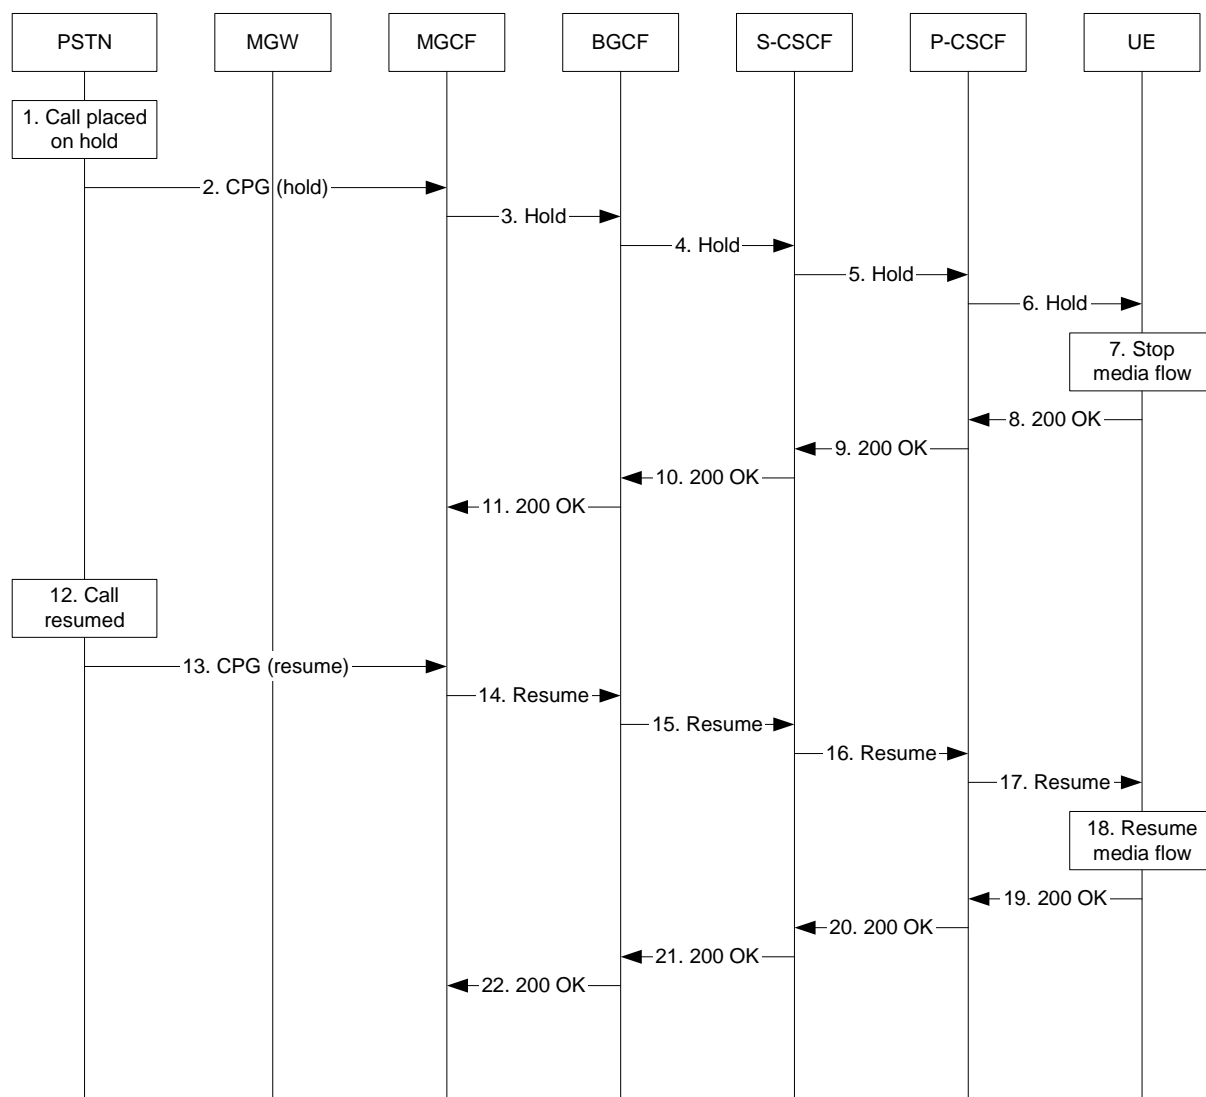 PSTN
MGW
MGCF
BGCF
S-CSCF
P-CSCF
UE
1. Call placed
on hold
2. CPG (hold)
3. Hold
4. Hold
5. Hold
6. Hold
7. Stop
media flow
8. 200 OK
9. 200 OK
10. 200 OK
11. 200 OK
12. Call
resumed
13. CPG (resume)
14. Resume
15. Resume
16. Resume
17. Resume
18. Resume
media flow
19. 200 OK
20. 200 OK
21. 200 OK
22. 200 OK